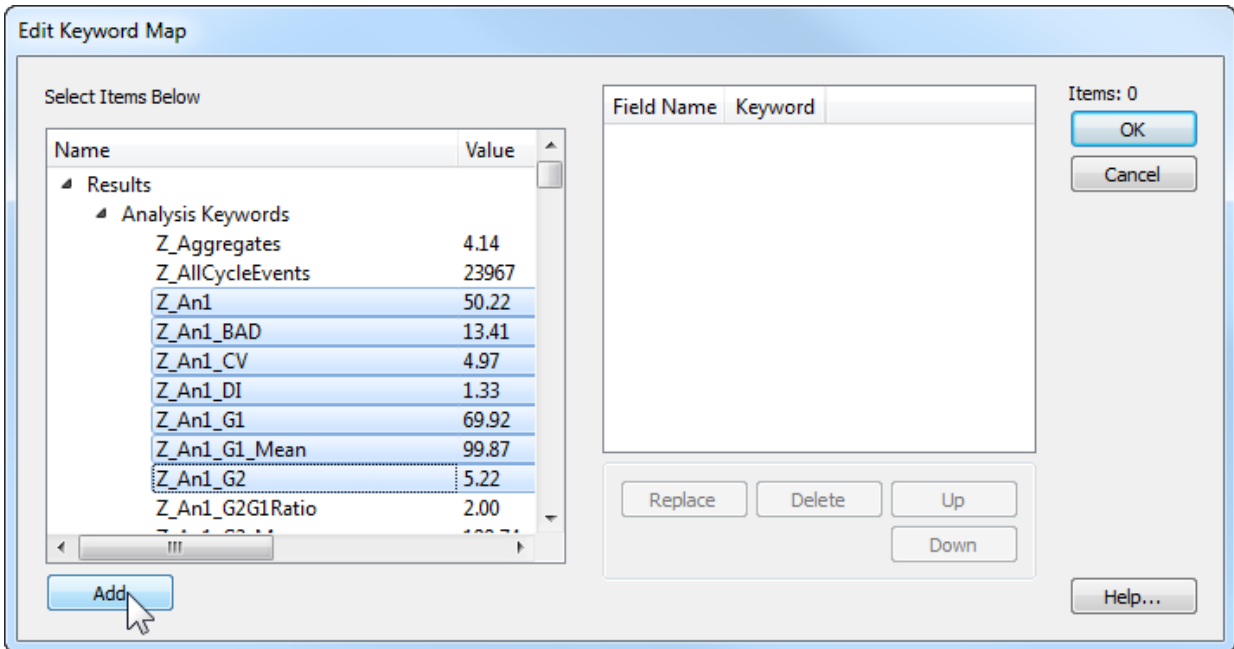 Edit Keyword Map
Select Items Below
Name Value
Results
Analysis Keywords
Z_Aggregates 4.14
Z_AllCycleEvents 23967
Z_An1 50.22
Z_An1_BAD 13.41
Z_An1_CV 4.97
Z_An1_DI 1.33
Z_An1_G1 69.92
Z_An1_G1_Mean 99.87
Z_An1_G2 5.22
Z_An1_G2G1Ratio 2.00
Add
Field Name Keyword
Replace Delete Up
Down
Items: 0
OK
Cancel
Help...